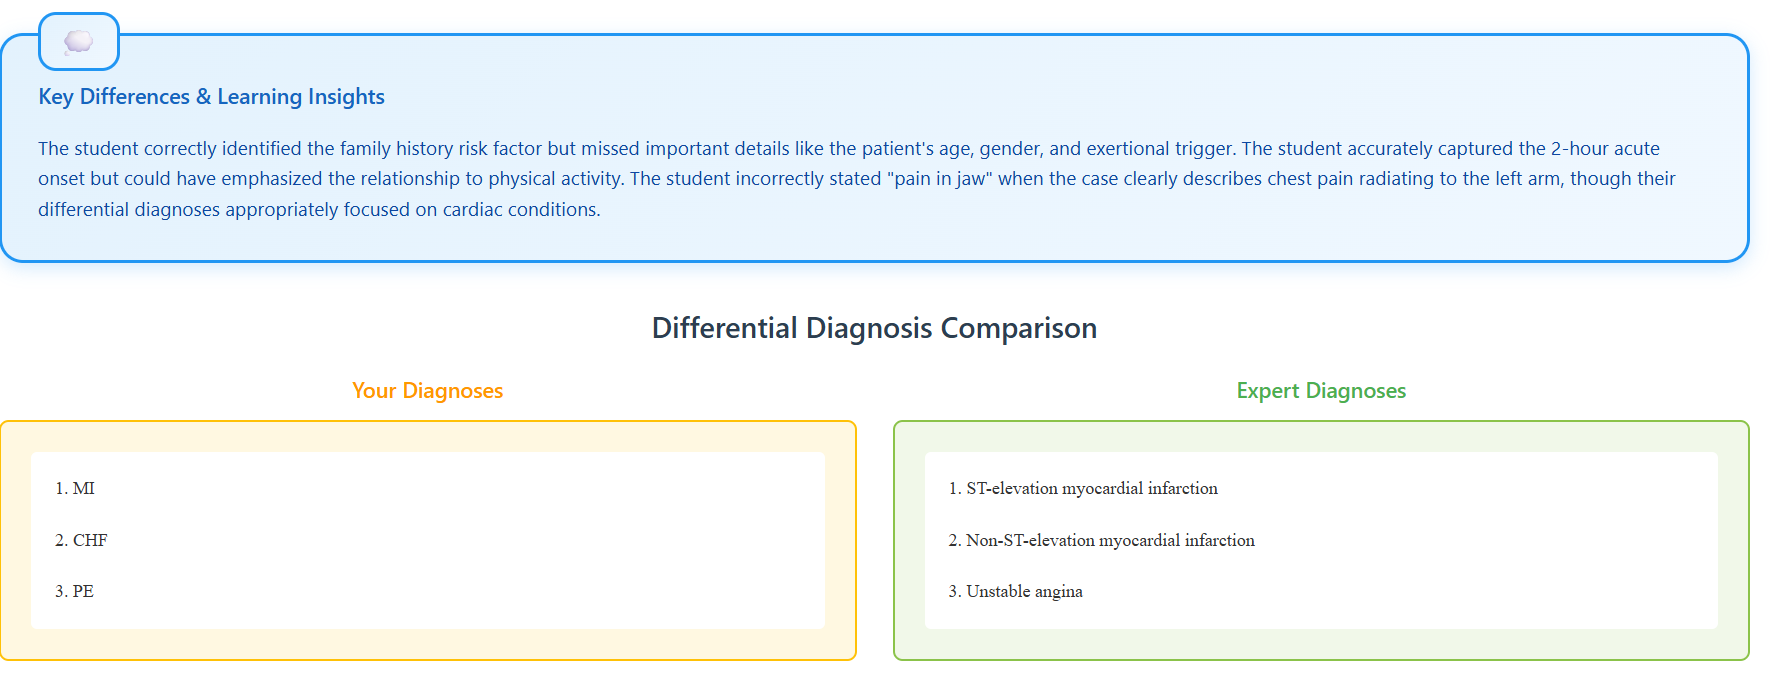 Key Differences & Learning Insights
The student correctly identified the family history risk factor but missed important details like the patient's age, gender, and exertional trigger. The student accurately captured the 2-hour acute
onset but could have emphasized the relationship to physical activity. The student incorrectly stated "pain in jaw" when the case clearly describes chest pain radiating to the left arm, though their
differential diagnoses appropriately focused on cardiac conditions.
Differential Diagnosis Comparison
Your Diagnoses
1. MI
2. CHF
3. PE
Expert Diagnoses
1. ST-elevation myocardial infarction
2. Non-ST-elevation myocardial infarction
3. Unstable angina